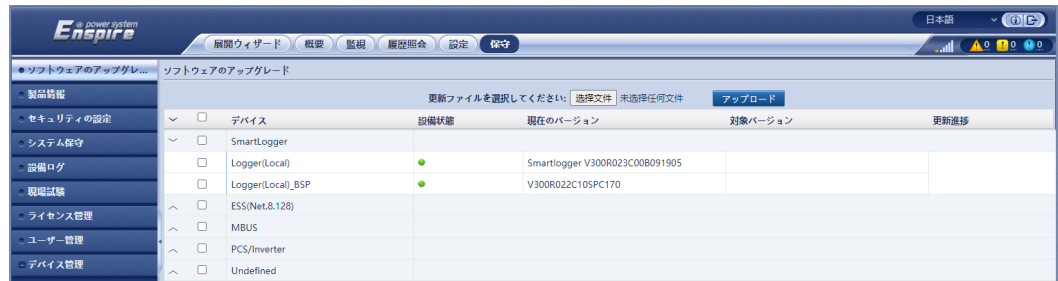 @ power system
Enspire
日本語
展開ウィザード 概要 監視 履歴照会 設定 保守
0 0 0
ソフトウェアのアップグレ... ソフトウェアのアップグレード
製品情報
更新ファイルを選択してください: 选择文件 未选择任何文件 アップロード
セキュリティの設定
デバイス 設備状態 現在のバージョン 対象バージョン 更新進捗
システム保守
SmartLogger
設備ログ
Logger(Local) Smartlogger V300R023C00B091905
現場試験
Logger(Local)_BSP V300R022C10SPC170
ライセンス管理
ESS(Net.8.128)
MBUS
ユーザー管理
PCS/Inverter
デバイス管理
Undefined